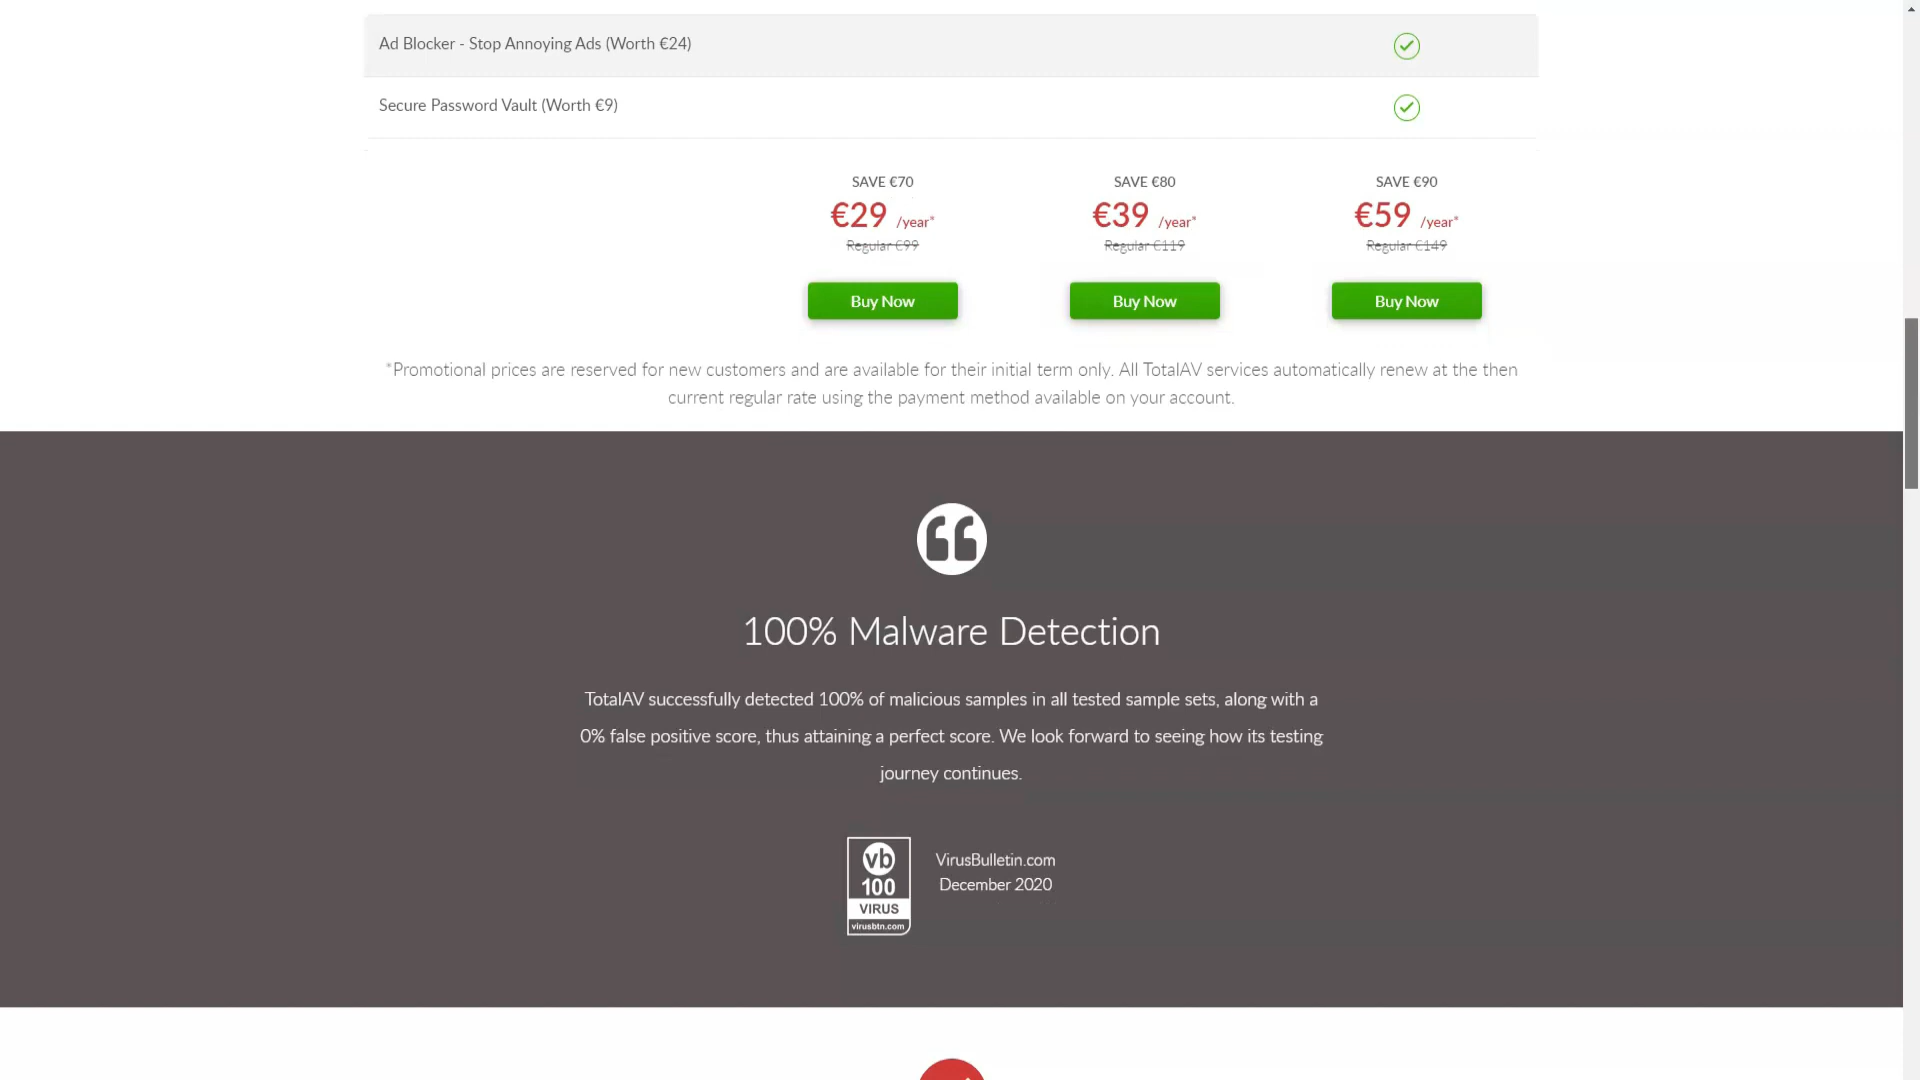 Ad Blocker - Stop Annoying Ads (Worth €24)
Secure Password Vault (Worth €9)
SAVE €70
€29 /year*
Regular €99
Buy Now
SAVE €80
€39 /year*
Regular €119
Buy Now
SAVE €90
€59 /year*
Regular €149
Buy Now
*Promotional prices are reserved for new customers and are available for their initial term only. All TotalAV services automatically renew at the then
current regular rate using the payment method available on your account.
100% Malware Detection
TotalAV successfully detected 100% of malicious samples in all tested sample sets, along with a
0% false positive score, thus attaining a perfect score. We look forward to seeing how its testing
journey continues.
vb
100
VIRUS
virusbtn.com
VirusBulletin.com
December 2020